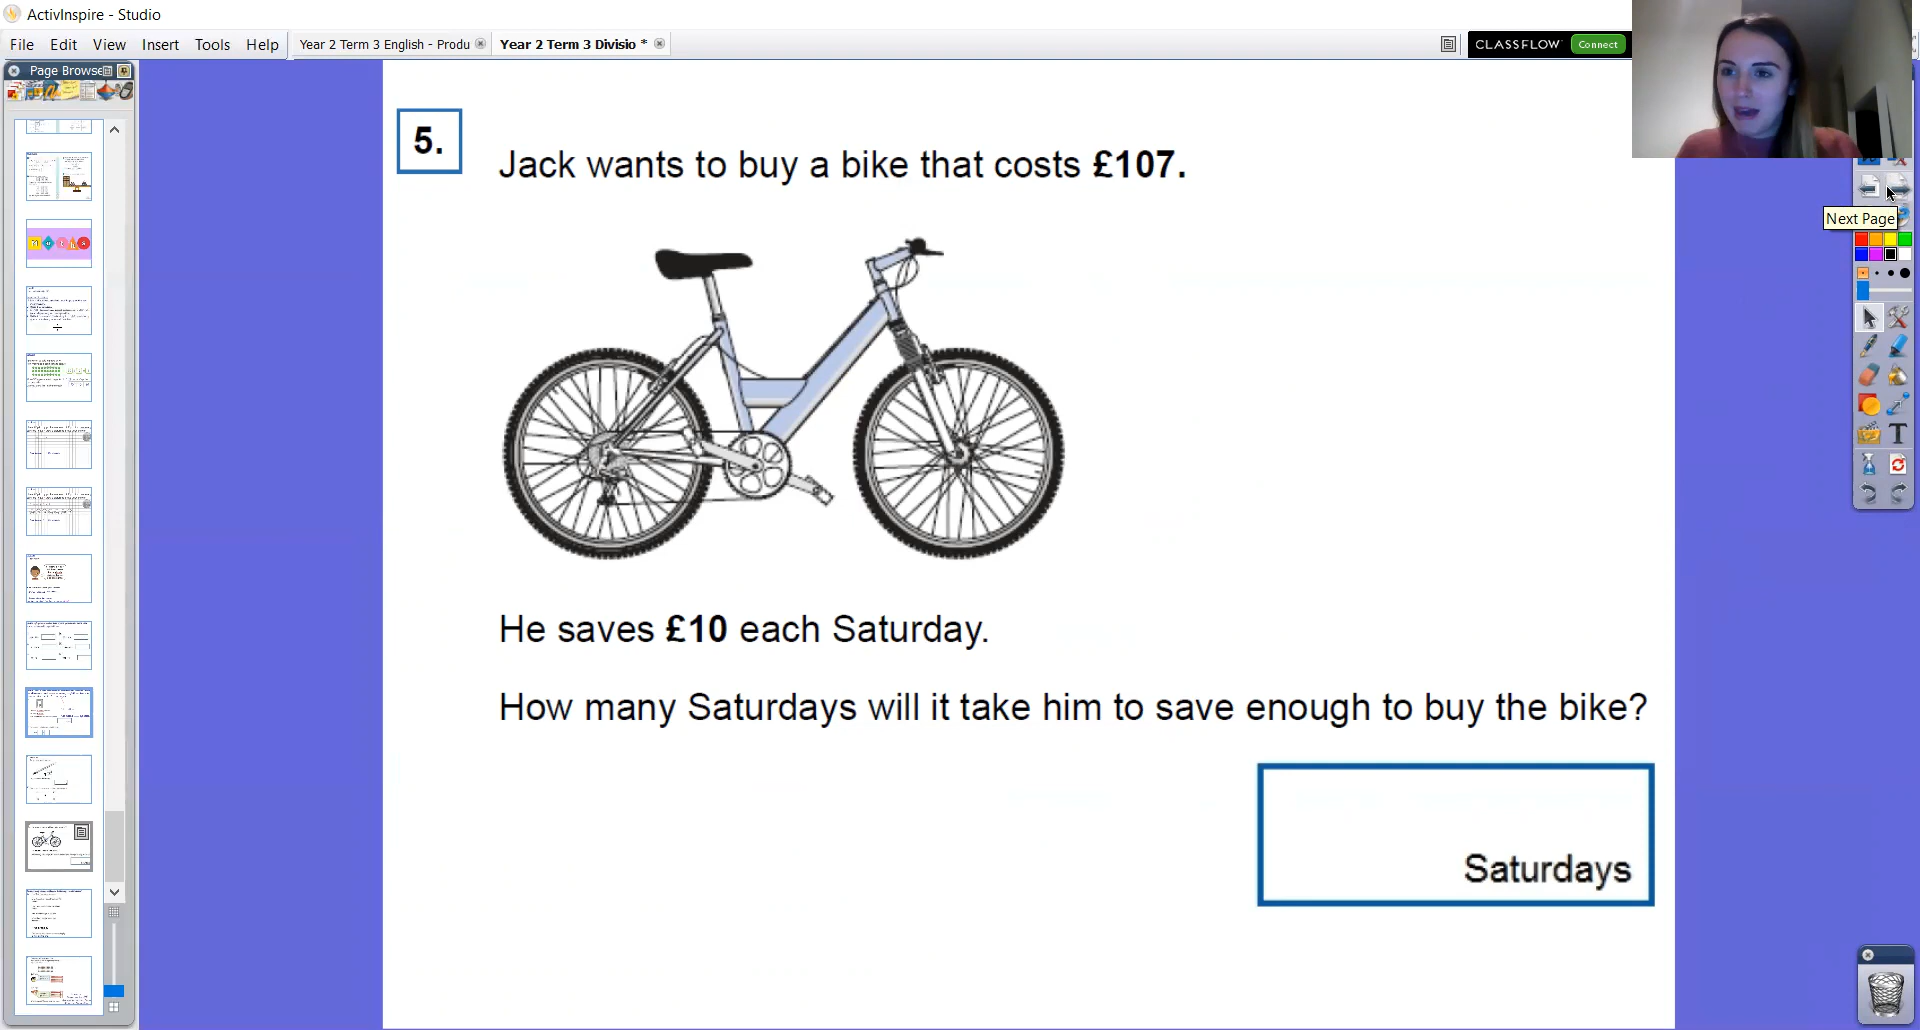 ActivInspire - Studio
File Edit View Insert Tools Help
Year 2 Term 3 English - Produ
Year 2 Term 3 Divisio *
CLASSFLOW Connect
Page Browse
Next Page
5.
Jack wants to buy a bike that costs £107.
He saves £10 each Saturday.
How many Saturdays will it take him to save enough to buy the bike?
Saturdays
T